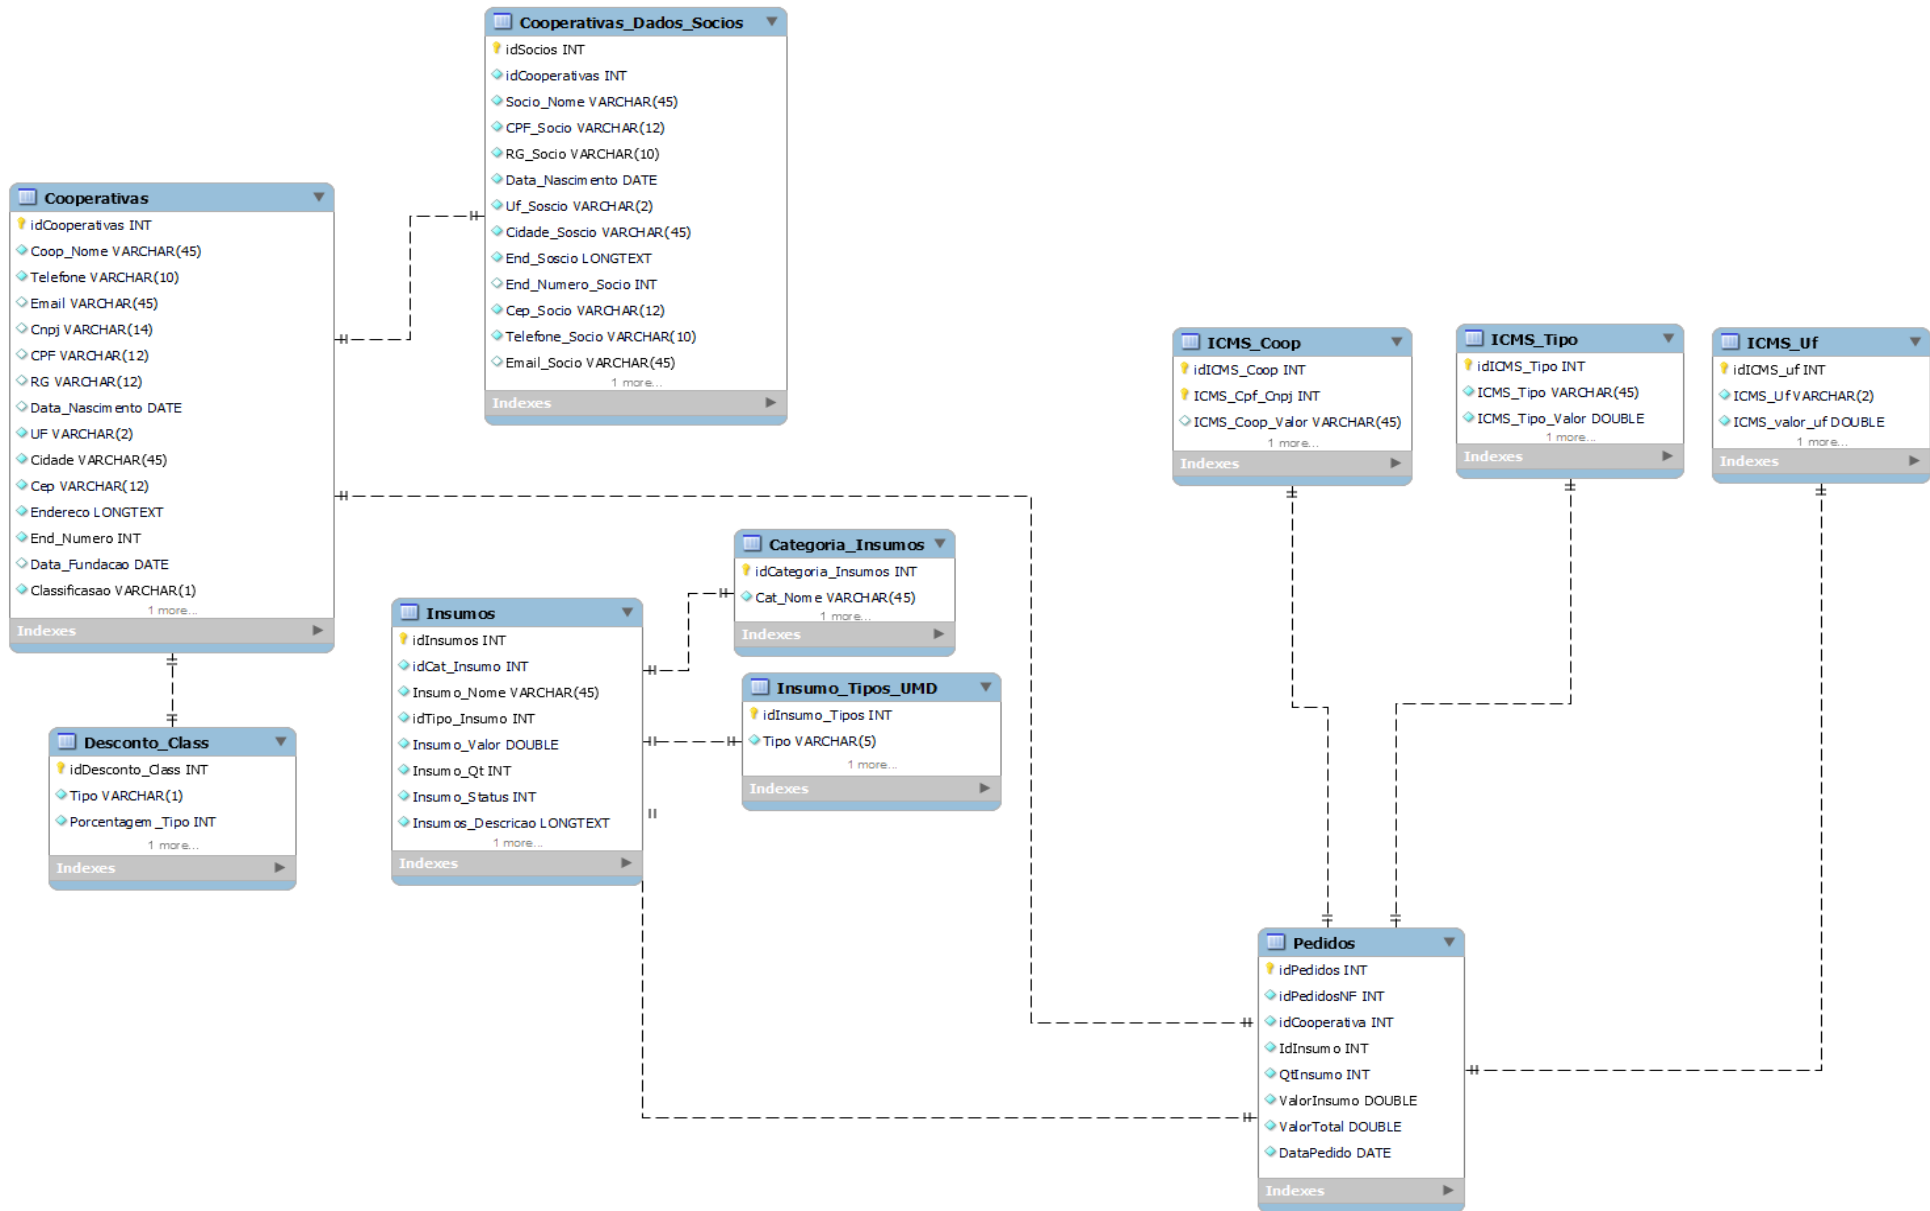 Cooperativas_Dados_Socios
idSocios INT
idCooperativas INT
Socio_Nome VARCHAR(45)
CPF_Socio VARCHAR(12)
RG_Socio VARCHAR(10)
Data_Nascimento DATE
Uf_Soscio VARCHAR(2)
Cidade_Soscio VARCHAR(45)
End_Soscio LONGTEXT
End_Numero_Socio INT
Cep_Socio VARCHAR(12)
Telefone_Socio VARCHAR(10)
Email_Socio VARCHAR(45)
1 more...
Indexes
Cooperativas
idCooperativas INT
Coop_Nome VARCHAR(45)
Telefone VARCHAR(10)
Email VARCHAR(45)
Cnpj VARCHAR(14)
CPF VARCHAR(12)
RG VARCHAR(12)
Data_Nascimento DATE
UF VARCHAR(2)
Cidade VARCHAR(45)
Cep VARCHAR(12)
Endereco LONGTEXT
End_Numero INT
Data_Fundacao DATE
Classificasao VARCHAR(1)
1 more...
Indexes
ICMS_Coop
idICMS_Coop INT
ICMS_Cpf_Cnpj INT
ICMS_Coop_Valor VARCHAR(45)
1 more...
Indexes
ICMS_Tipo
idICMS_Tipo INT
ICMS_Tipo VARCHAR(45)
ICMS_Tipo_Valor DOUBLE
1 more...
Indexes
ICMS_Uf
idICMS_uf INT
ICMS_Uf VARCHAR(2)
ICMS_valor_uf DOUBLE
1 more...
Indexes
Categoria_Insumos
idCategoria_Insumos INT
Cat_Nome VARCHAR(45)
1 more...
Indexes
Insumos
idInsumos INT
idCat_Insumo INT
Insumo_Nome VARCHAR(45)
idTipo_Insumo INT
Insumo_Valor DOUBLE
Insumo_Qt INT
Insumo_Status INT
Insumos_Descricao LONGTEXT
1 more...
Indexes
Insumo_Tipos_UMD
idInsumo_Tipos INT
Tipo VARCHAR(5)
1 more...
Indexes
Desconto_Class
idDesconto_Class INT
Tipo VARCHAR(1)
Porcentagem_Tipo INT
1 more...
Indexes
Pedidos
idPedidos INT
idPedidosNF INT
idCooperativa INT
IdInsumo INT
QtInsumo INT
ValorInsumo DOUBLE
ValorTotal DOUBLE
DataPedido DATE
Indexes